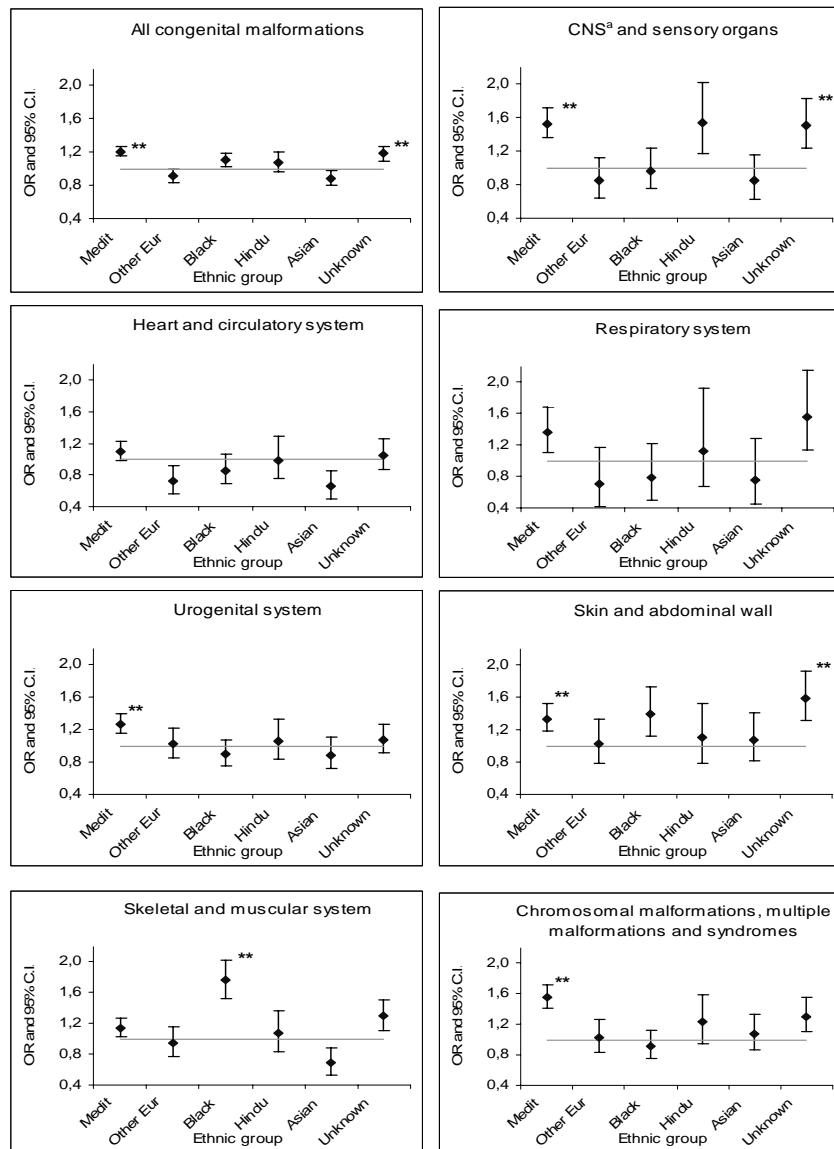 All congenital malformations
OR and 95% C.I.
2,0
1,6
1,2
0,8
0,4
**
**
Medit
Other Eur
Black
Hindu
Asian
Unknown
Ethnic group
CNSª and sensory organs
OR and 95% C.I.
2,0
1,6
1,2
0,8
0,4
**
**
Medit
Other Eur
Black
Hindu
Asian
Unknown
Ethnic group
Heart and circulatory system
OR and 95% C.I.
2,0
1,6
1,2
0,8
0,4
Medit
Other Eur
Black
Hindu
Asian
Unknown
Ethnic group
Respiratory system
OR and 95% C.I.
2,0
1,6
1,2
0,8
0,4
Medit
Other Eur
Black
Hindu
Asian
Unknown
Ethnic group
Urogenital system
OR and 95% C.I.
2,0
1,6
1,2
0,8
0,4
**
Medit
Other Eur
Black
Hindu
Asian
Unknown
Ethnic group
Skin and abdominal wall
OR and 95% C.I.
2,0
1,6
1,2
0,8
0,4
**
**
Medit
Other Eur
Black
Hindu
Asian
Unknown
Ethnic group
Skeletal and muscular system
OR and 95% C.I.
2,0
1,6
1,2
0,8
0,4
**
Medit
Other Eur
Black
Hindu
Asian
Unknown
Ethnic group
Chromosomal malformations, multiple
malformations and syndromes
OR and 95% C.I.
2,0
1,6
1,2
0,8
0,4
**
Medit
Other Eur
Black
Hindu
Asian
Unknown
Ethnic group